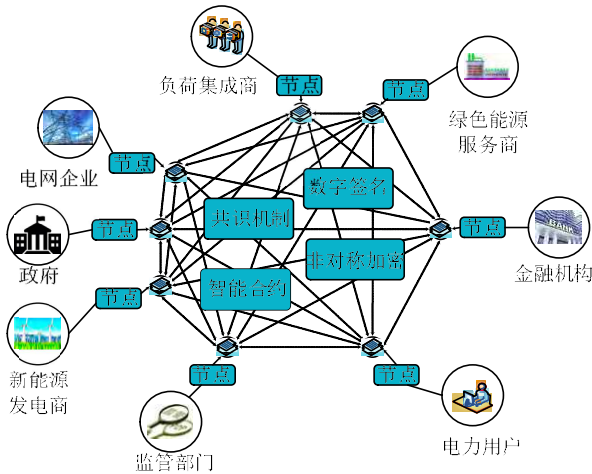 负荷集成商
节点
节点
绿色能源
服务商
节点
电网企业
数字签名
共识机制
节点
节点
BANK
政府
非对称加密
金融机构
智能合约
节点
新能源
发电商
节点
节点
监管部门
电力用户